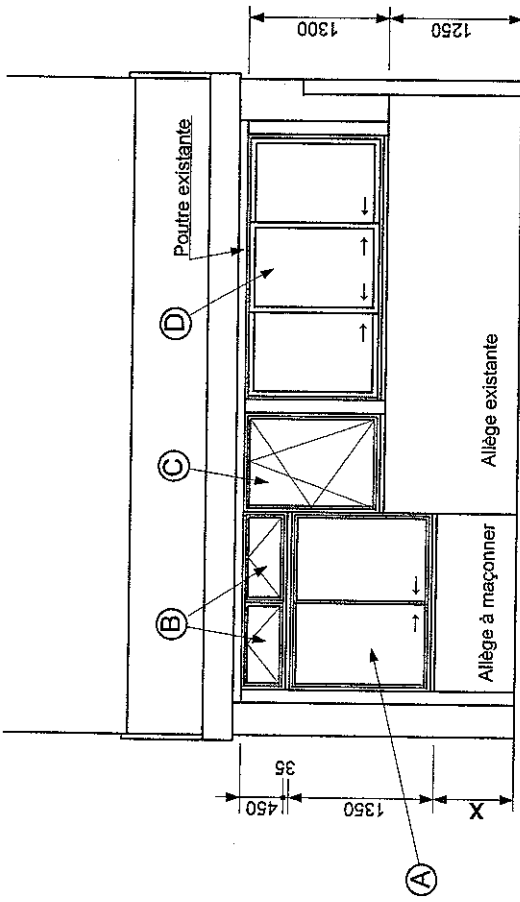 Poutre existante
D
C
B
A
1300
1250
450
35
1350
X
Allège existante
Allège à maçonner